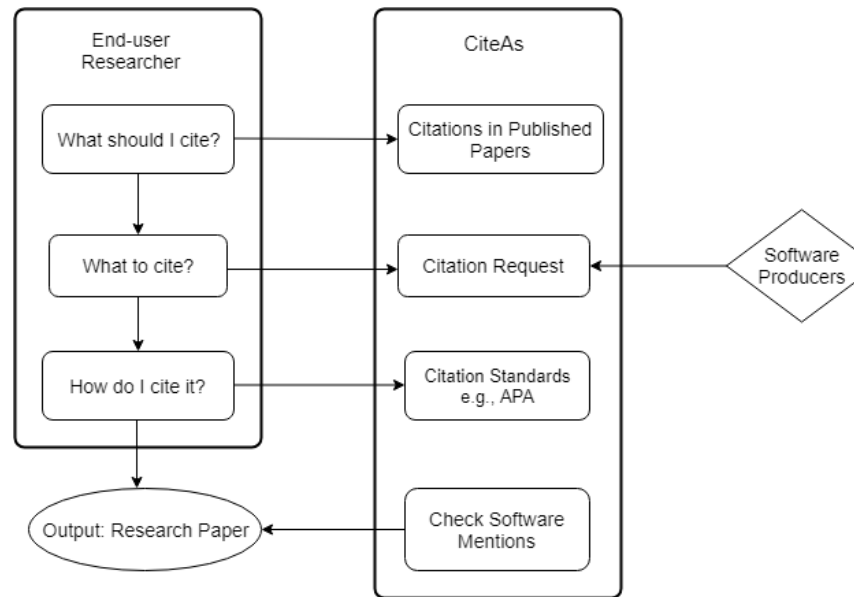 End-user
Researcher
CiteAs
What should I cite?
Citations in Published
Papers
What to cite?
Citation Request
Software
Producers
How do I cite it?
Citation Standards
e.g., APA
Output: Research Paper
Check Software
Mentions